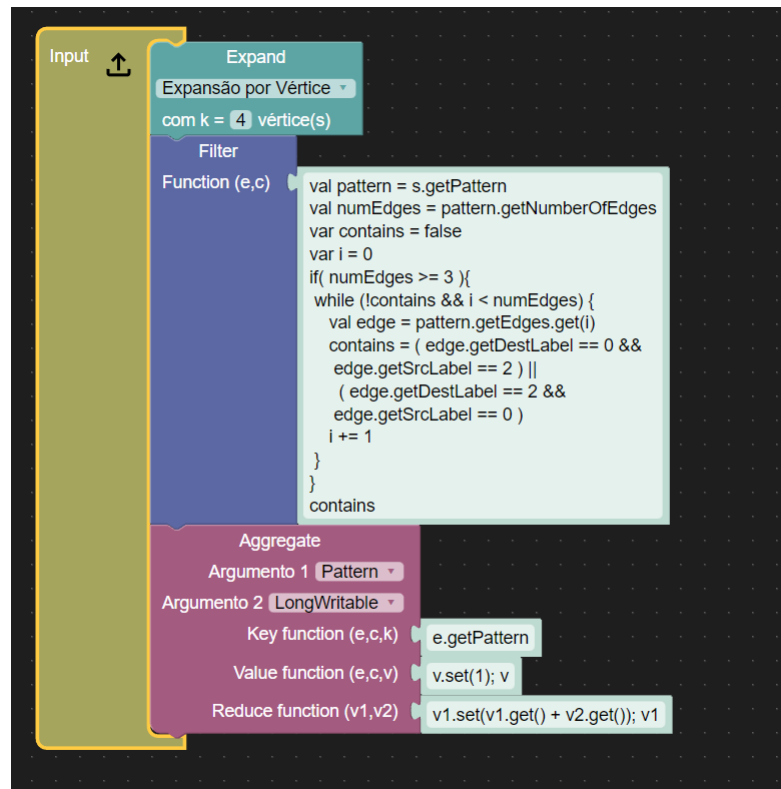 Input
Expand
Expansão por Vértice
com k = 4 vértice(s)
Filter
Function (e,c)
val pattern = s.getPattern
val numEdges = pattern.getNumberOfEdges
var contains = false
var i = 0
if( numEdges >= 3 ){
while (!contains && i < numEdges) {
val edge = pattern.getEdges.get(i)
contains = ( edge.getDestLabel == 0 &&
edge.getSrcLabel == 2 ) ||
( edge.getDestLabel == 2 &&
edge.getSrcLabel == 0 )
i += 1
}
}
contains
Aggregate
Argumento 1 Pattern
Argumento 2 LongWritable
Key function (e,c,k) e.getPattern
Value function (e,c,v) v.set(1); v
Reduce function (v1,v2) v1.set(v1.get() + v2.get()); v1